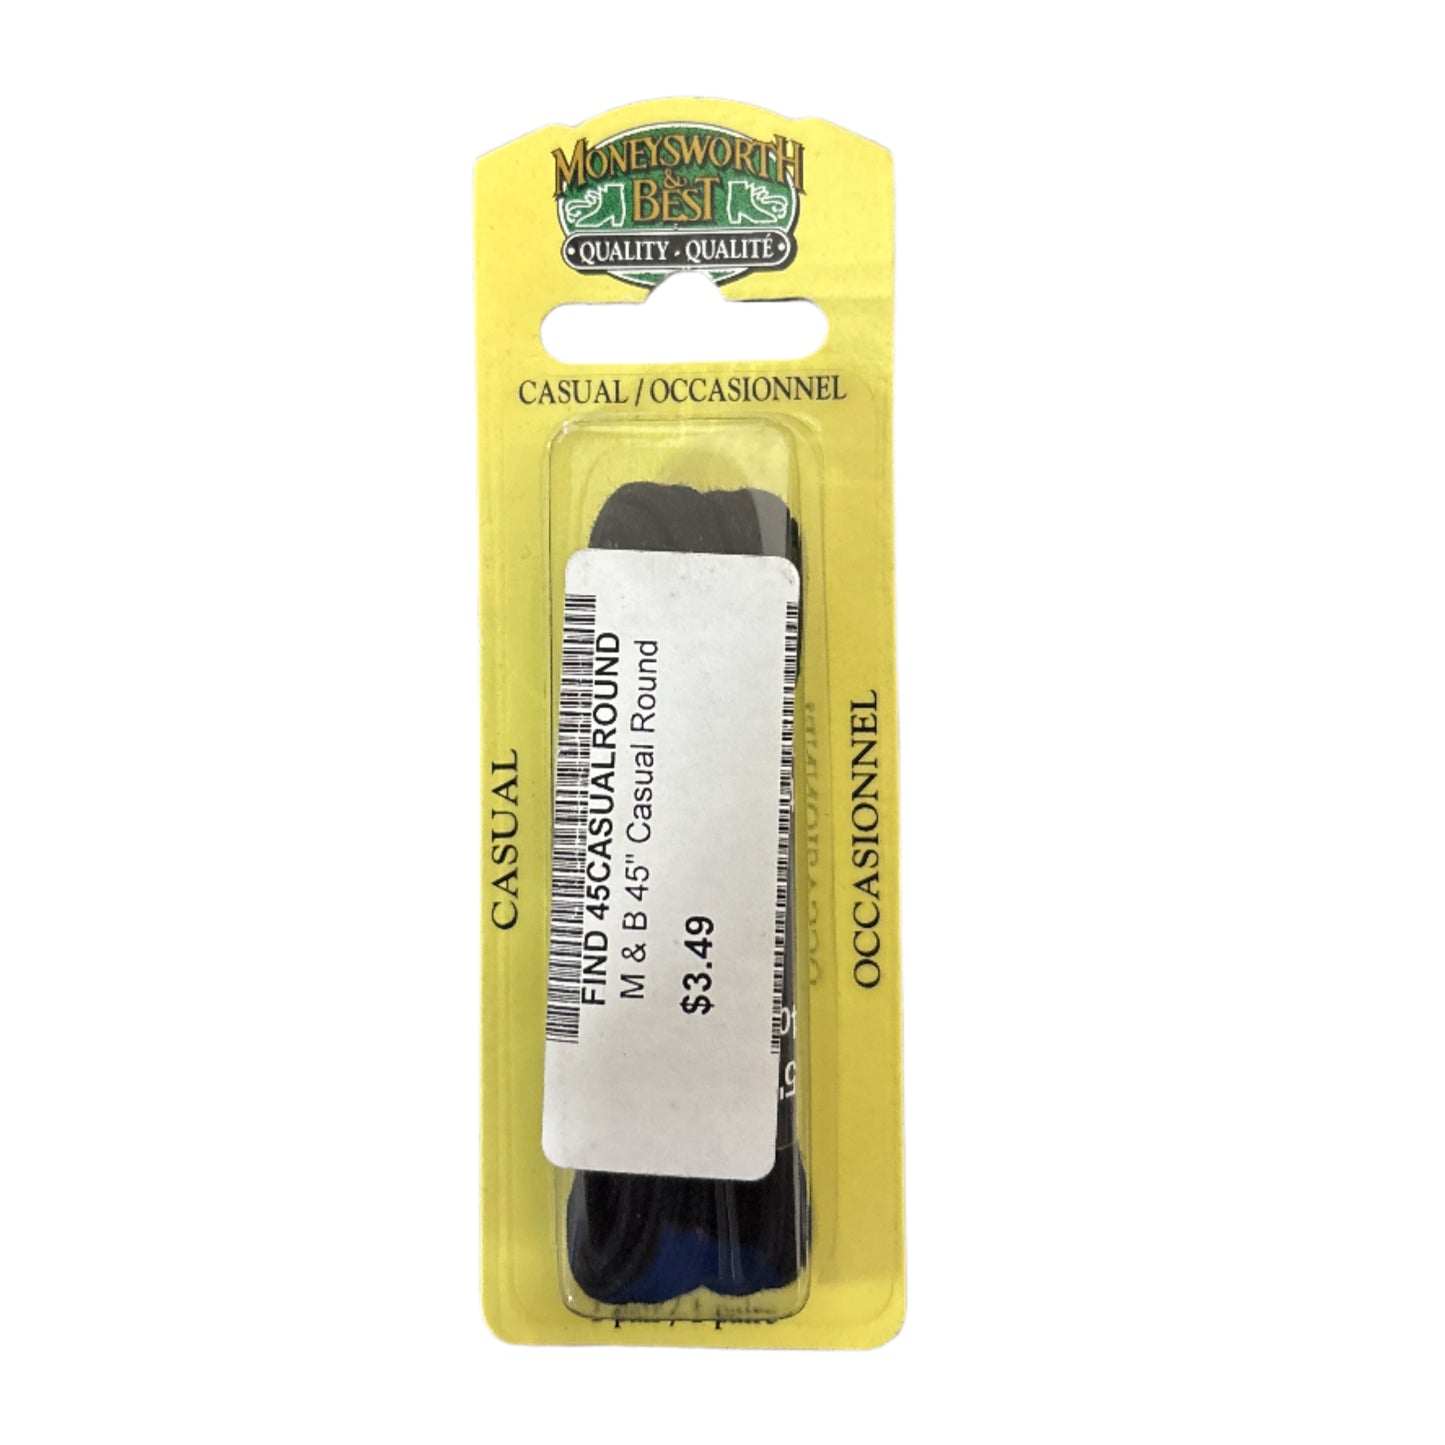 MONEYSWORTH
&
BEST
• QUALITY - QUALITÉ •
CASUAL / OCCASIONNEL
CASUAL
FIND 45CASUALROUND
M & B 45" Casual Round
$3.49
OCCASIONNEL